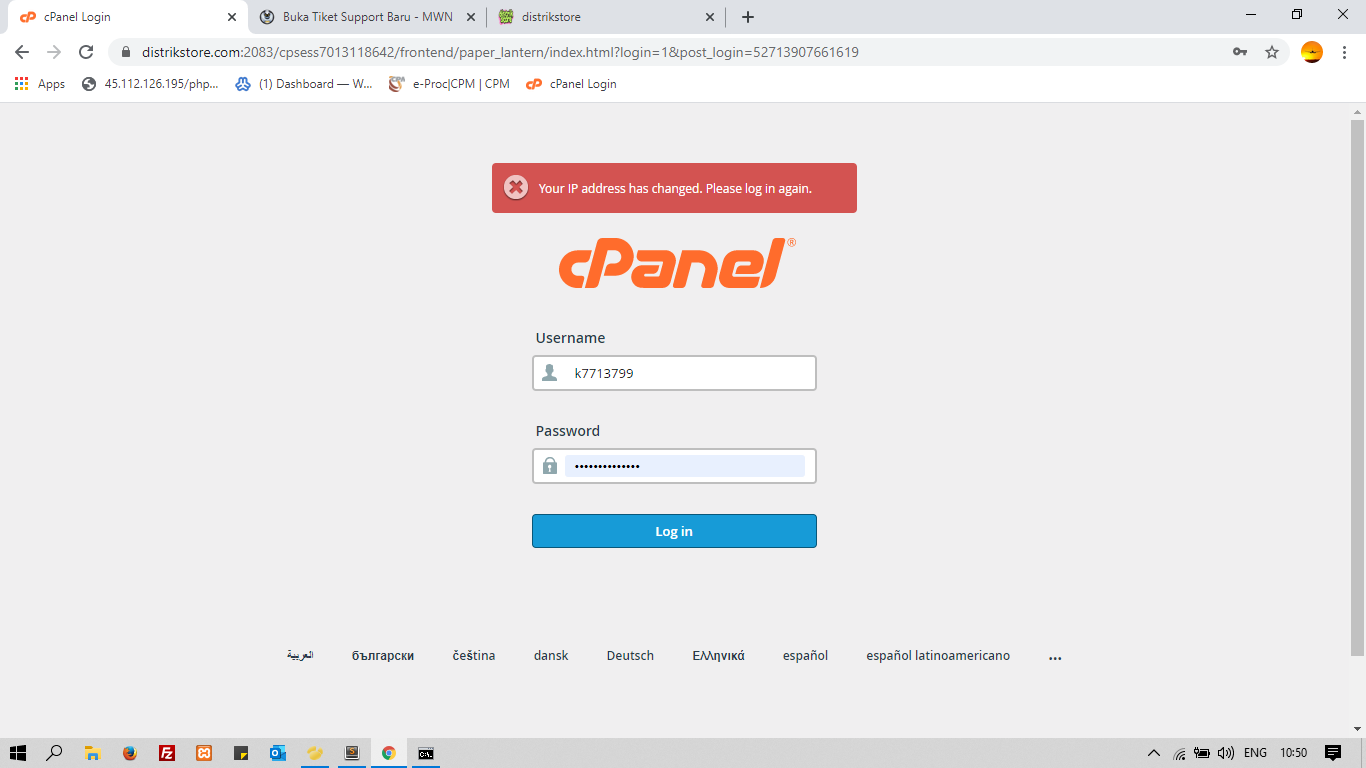 cPanel Login
Buka Tiket Support Baru - MWN
distrikstore
distrikstore.com:2083/cpsess7013118642/frontend/paper_lantern/index.html?login=1&post_login=52713907661619
Apps
45.112.126.195/php...
(1) Dashboard — W...
e-Proc|CPM | CPM
cPanel Login
Your IP address has changed. Please log in again.
cPanel®
Username
k7713799
Password
••••••••••••••
Log in
العربية български čeština dansk Deutsch Ελληνικά español español latinoamericano ...
ENG 10:50